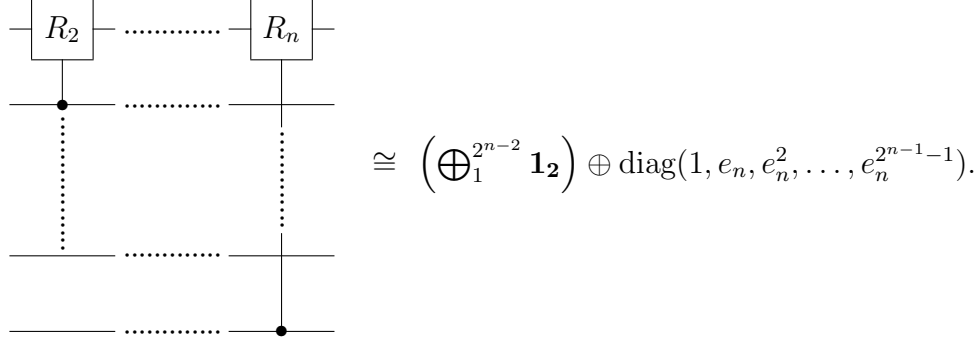 R_2 R_n
≅ (⊕_1^{2^{n-2}} 1_2) ⊕ diag(1, e_n, e_n^2, . . . , e_n^{2^{n-1}-1}).